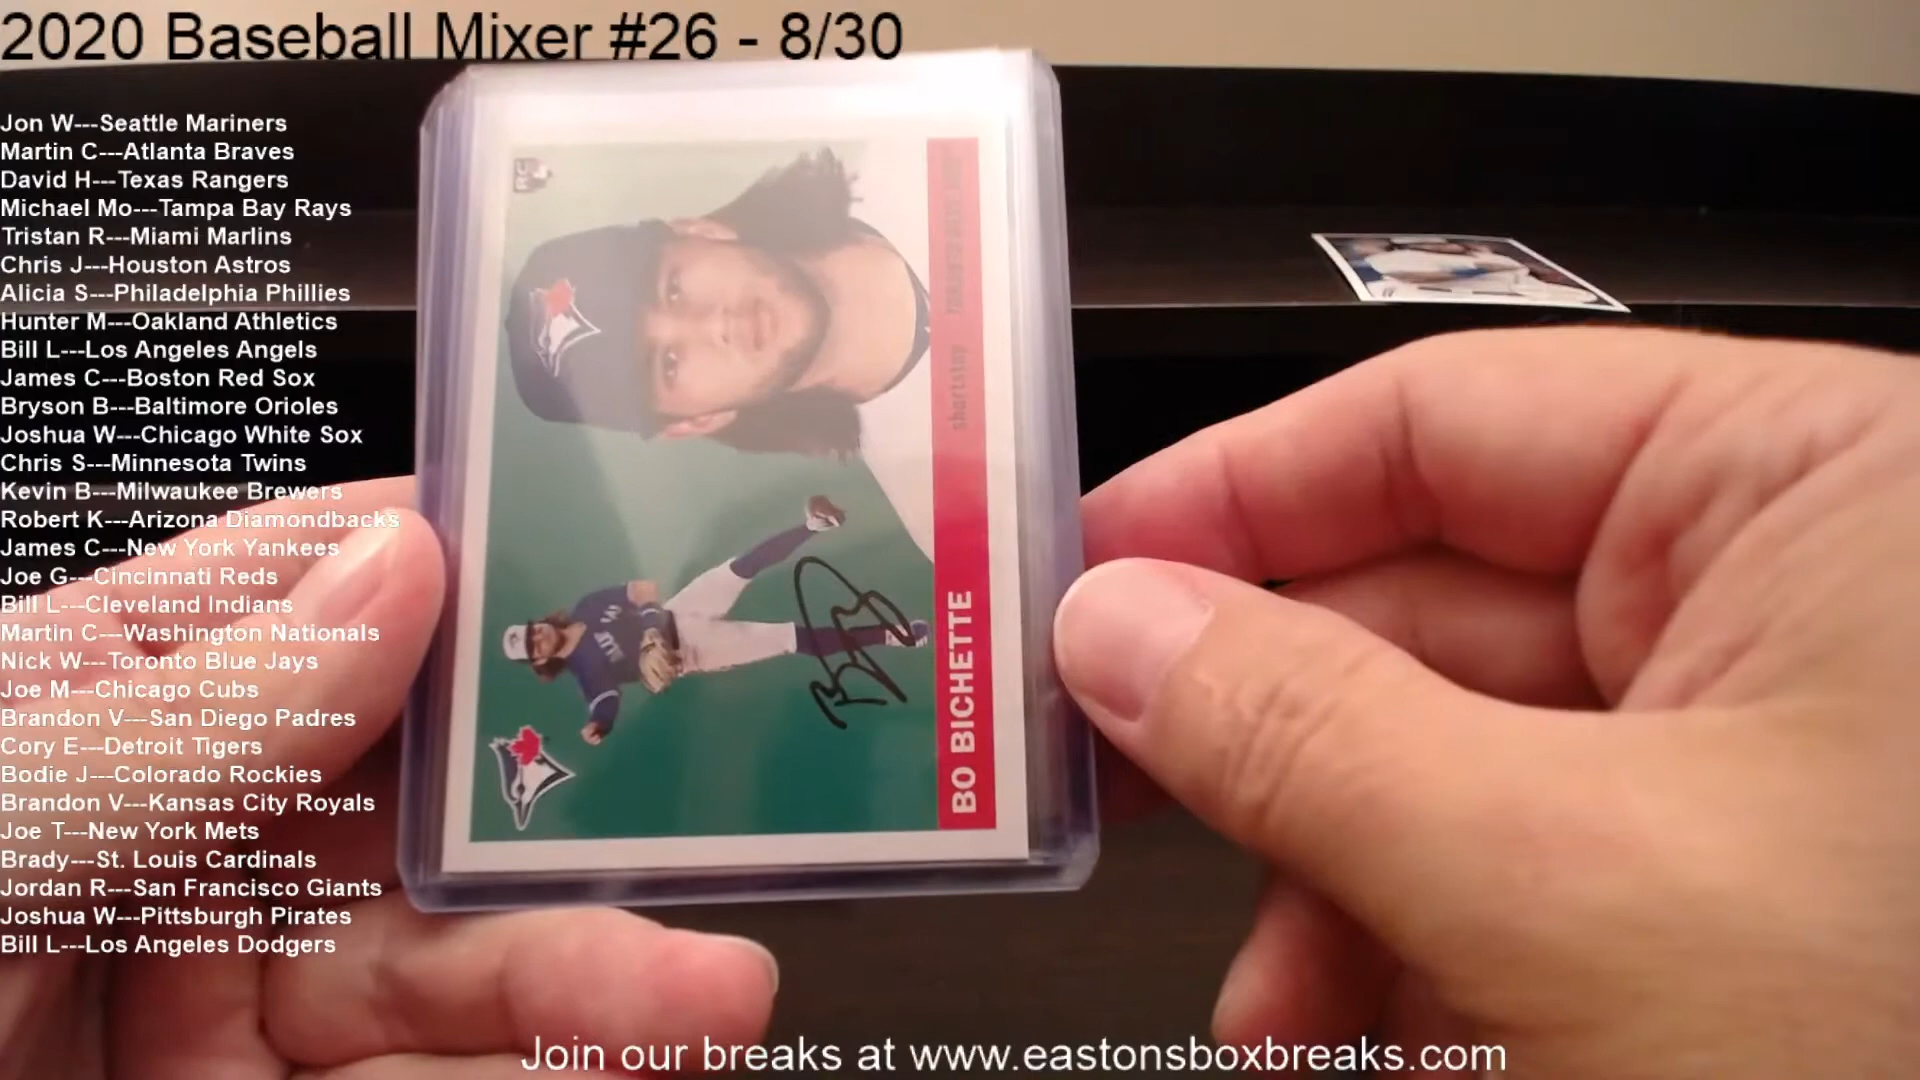 2020 Baseball Mixer #26 - 8/30
Jon W---Seattle Mariners
Martin C---Atlanta Braves
David H---Texas Rangers
Michael Mo---Tampa Bay Rays
Tristan R---Miami Marlins
Chris J---Houston Astros
Alicia S---Philadelphia Phillies
Hunter M---Oakland Athletics
Bill L---Los Angeles Angels
James C---Boston Red Sox
Bryson B---Baltimore Orioles
Joshua W---Chicago White Sox
Chris S---Minnesota Twins
Kevin B---Milwaukee Brewers
Robert K---Arizona Diamondbacks
James C---New York Yankees
Joe G---Cincinnati Reds
Bill L---Cleveland Indians
Martin C---Washington Nationals
Nick W---Toronto Blue Jays
Joe M---Chicago Cubs
Brandon V---San Diego Padres
Cory E---Detroit Tigers
Bodie J---Colorado Rockies
Brandon V---Kansas City Royals
Joe T---New York Mets
Brady---St. Louis Cardinals
Jordan R---San Francisco Giants
Joshua W---Pittsburgh Pirates
Bill L---Los Angeles Dodgers
RC
BO BICHETTE
shortstop TORONTO BLUE JAYS
Join our breaks at www.eastonsboxbreaks.com